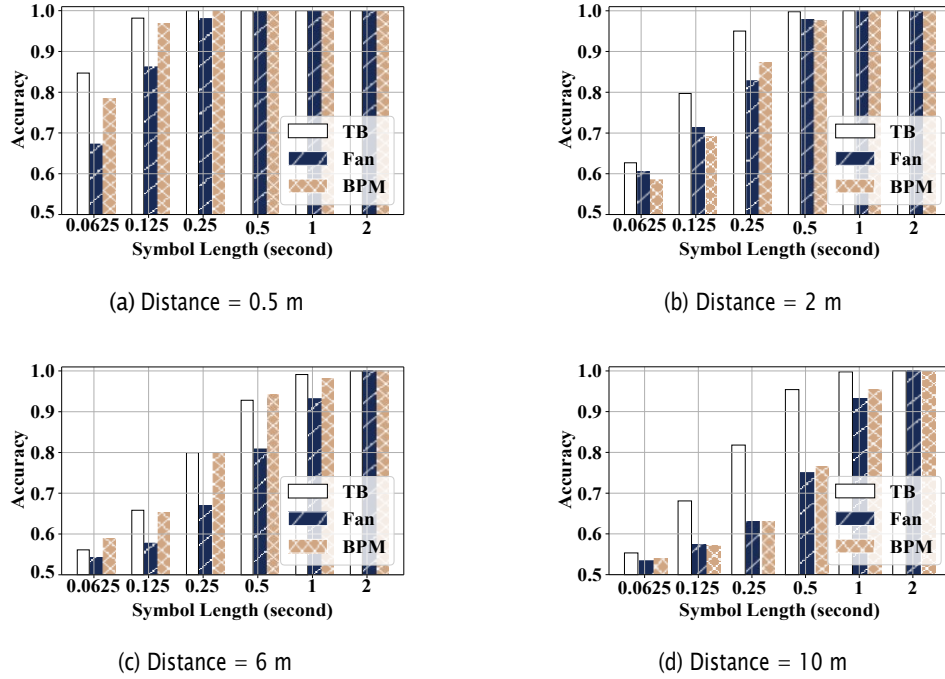 1.0
0.9
0.8
0.7
0.6
0.5
Accuracy
TB
Fan
BPM
0.0625 0.125 0.25 0.5 1 2
Symbol Length (second)
(a) Distance = 0.5 m
1.0
0.9
0.8
0.7
0.6
0.5
Accuracy
TB
Fan
BPM
0.0625 0.125 0.25 0.5 1 2
Symbol Length (second)
(b) Distance = 2 m
1.0
0.9
0.8
0.7
0.6
0.5
Accuracy
TB
Fan
BPM
0.0625 0.125 0.25 0.5 1 2
Symbol Length (second)
(c) Distance = 6 m
1.0
0.9
0.8
0.7
0.6
0.5
Accuracy
TB
Fan
BPM
0.0625 0.125 0.25 0.5 1 2
Symbol Length (second)
(d) Distance = 10 m